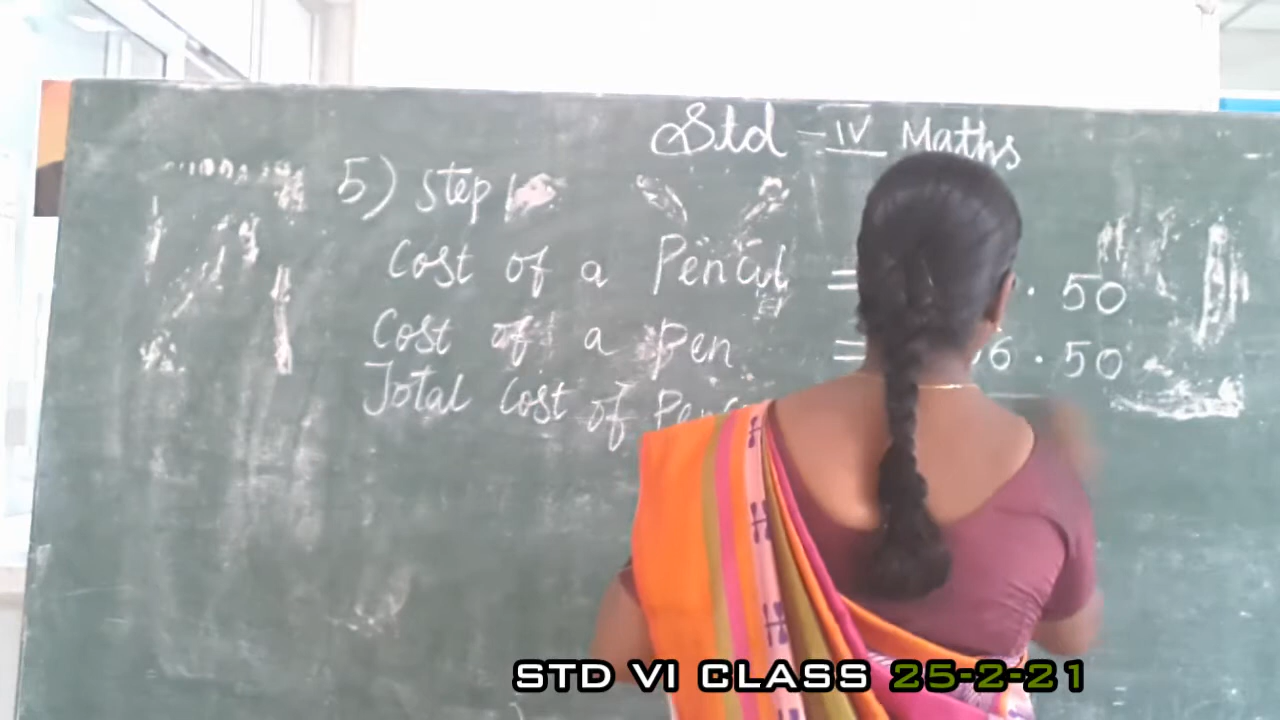 Std - IV Maths
5) Step 1
Cost of a Pencil = . 50
Cost of a Pen = 6 . 50
Total Cost of
STD VI CLASS 25-2-21